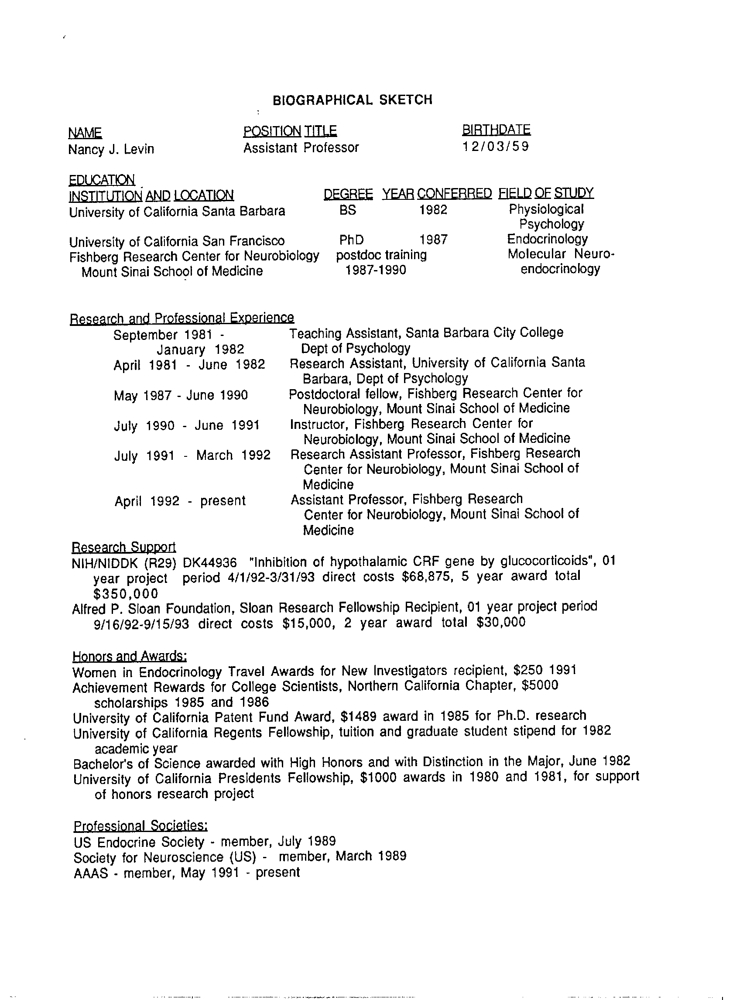 BIOGRAPHICAL SKETCH
NAME POSITION TITLE BIRTHDATE
Nancy J. Levin Assistant Professor 12/03/59
EDUCATION
INSTITUTION AND LOCATION DEGREE YEAR CONFERRED FIELD OF STUDY
University of California Santa Barbara BS 1982 Physiological
Psychology
University of California San Francisco PhD 1987 Endocrinology
Fishberg Research Center for Neurobiology postdoc training Molecular Neuro-
Mount Sinai School of Medicine 1987-1990 endocrinology
Research and Professional Experience
September 1981 - Teaching Assistant, Santa Barbara City College
January 1982 Dept of Psychology
April 1981 - June 1982 Research Assistant, University of California Santa
Barbara, Dept of Psychology
May 1987 - June 1990 Postdoctoral fellow, Fishberg Research Center for
Neurobiology, Mount Sinai School of Medicine
July 1990 - June 1991 Instructor, Fishberg Research Center for
Neurobiology, Mount Sinai School of Medicine
July 1991 - March 1992 Research Assistant Professor, Fishberg Research
Center for Neurobiology, Mount Sinai School of
Medicine
April 1992 - present Assistant Professor, Fishberg Research
Center for Neurobiology, Mount Sinai School of
Medicine
Research Support
NIH/NIDDK (R29) DK44936 "Inhibition of hypothalamic CRF gene by glucocorticoids", 01
year project period 4/1/92-3/31/93 direct costs $68,875, 5 year award total
$350,000
Alfred P. Sloan Foundation, Sloan Research Fellowship Recipient, 01 year project period
9/16/92-9/15/93 direct costs $15,000, 2 year award total $30,000
Honors and Awards:
Women in Endocrinology Travel Awards for New Investigators recipient, $250 1991
Achievement Rewards for College Scientists, Northern California Chapter, $5000
scholarships 1985 and 1986
University of California Patent Fund Award, $1489 award in 1985 for Ph.D. research
University of California Regents Fellowship, tuition and graduate student stipend for 1982
academic year
Bachelor's of Science awarded with High Honors and with Distinction in the Major, June 1982
University of California Presidents Fellowship, $1000 awards in 1980 and 1981, for support
of honors research project
Professional Societies:
US Endocrine Society - member, July 1989
Society for Neuroscience (US) - member, March 1989
AAAS - member, May 1991 - present